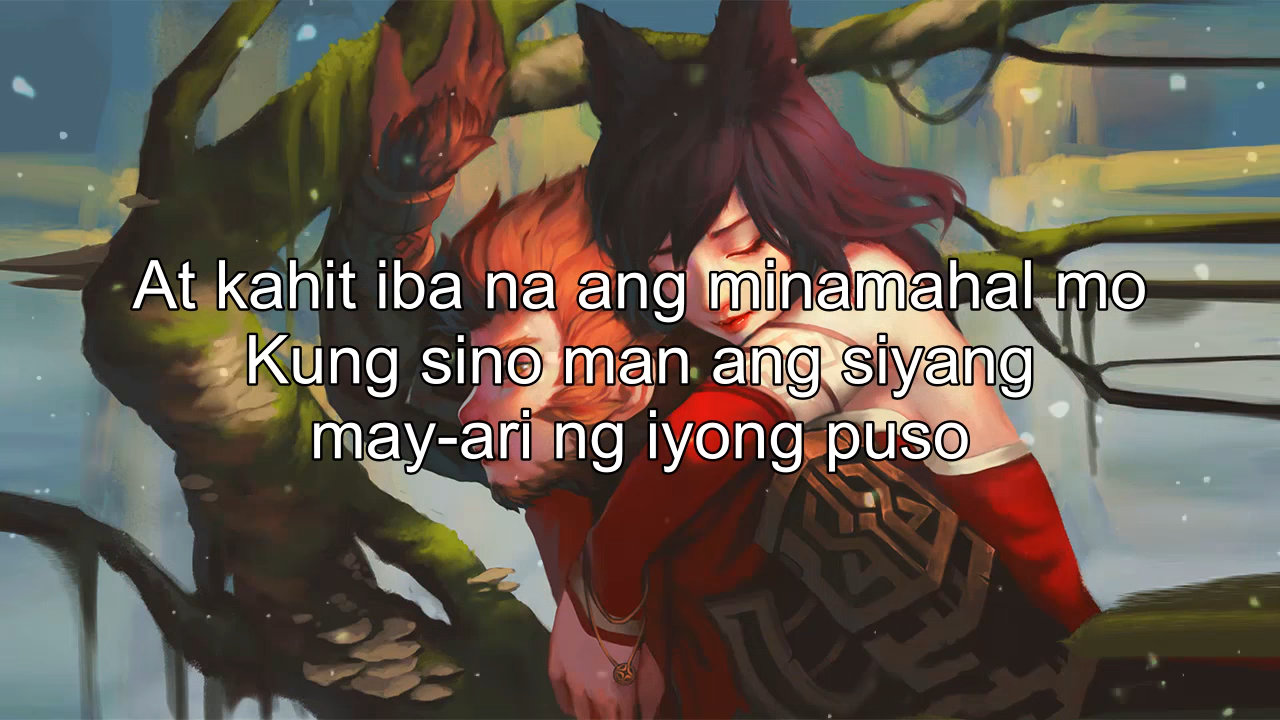 At kahit iba na ang minamahal mo
Kung sino man ang siyang
may-ari ng iyong puso